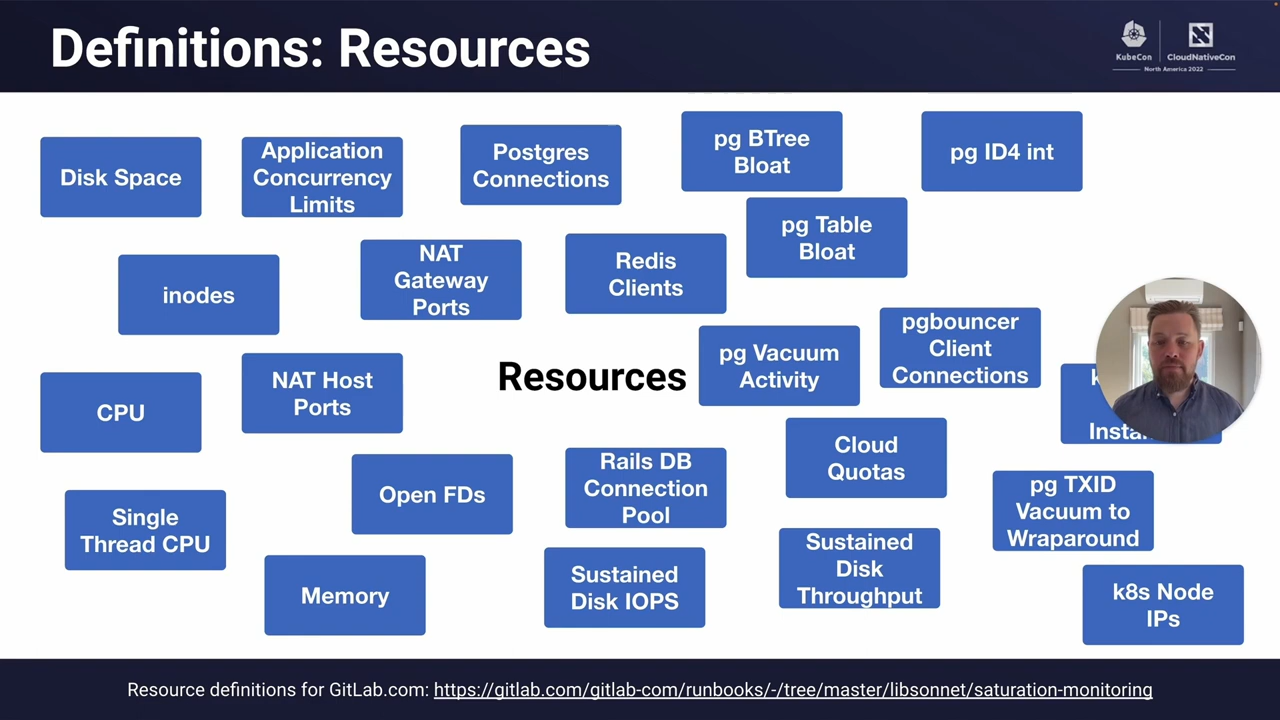 Definitions: Resources
KubeCon
CloudNativeCon
North America 2022
Disk Space
Application
Concurrency
Limits
Postgres
Connections
pg BTree
Bloat
pg ID4 int
pg Table
Bloat
inodes
NAT
Gateway
Ports
Redis
Clients
pgbouncer
Client
Connections
pg Vacuum
Activity
Resources
CPU
NAT Host
Ports
Cloud
Quotas
Open FDs
Rails DB
Connection
Pool
pg TXID
Vacuum to
Wraparound
Single
Thread CPU
Memory
Sustained
Disk IOPS
Sustained
Disk
Throughput
k8s Node
IPs
Resource definitions for GitLab.com: https://gitlab.com/gitlab-com/runbooks/-/tree/master/libsonnet/saturation-monitoring